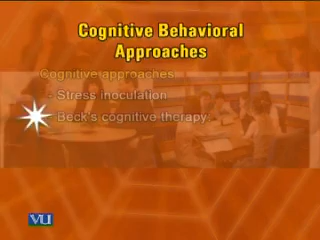 Cognitive Behavioral
Approaches
Cognitive approaches
- Stress inoculation
- Beck's cognitive therapy
VU